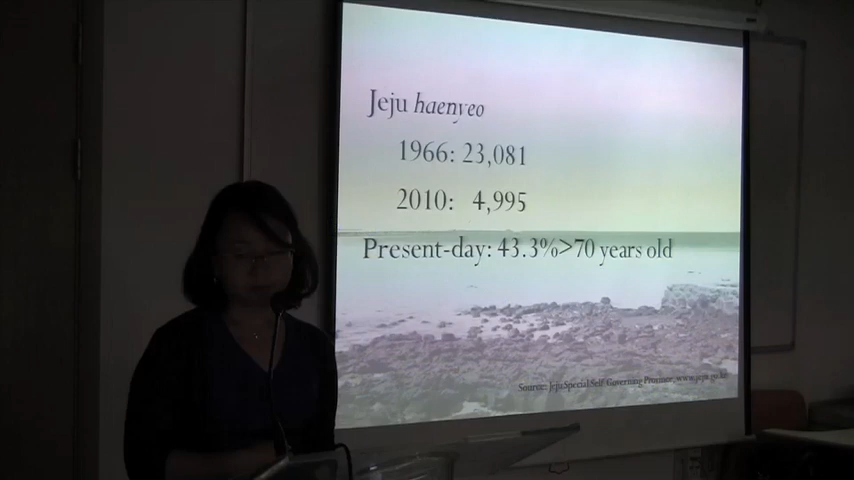 Jeju haenyeo
1966: 23,081
2010: 4,995
Present-day: 43.3%>70 years old
Source: Jeju Special Self-Governing Province, www.jeju.go.kr